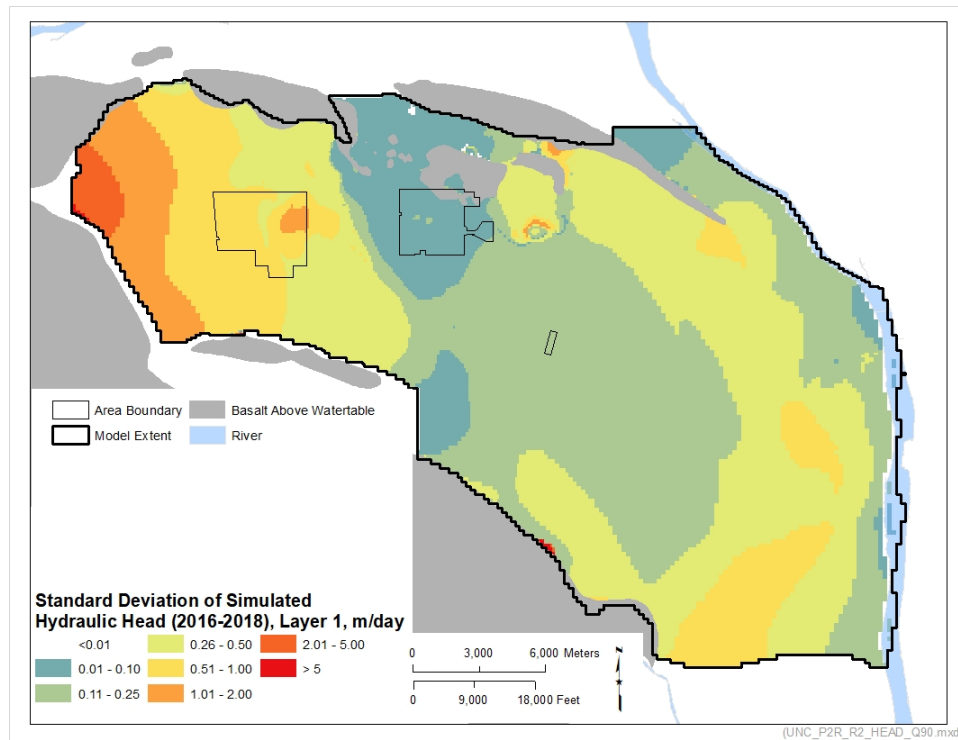 Area Boundary
Basalt Above Watertable
Model Extent
River
Standard Deviation of Simulated
Hydraulic Head (2016-2018), Layer 1, m/day
<0.01
0.26 - 0.50
2.01 - 5.00
0.01 - 0.10
0.51 - 1.00
> 5
0.11 - 0.25
1.01 - 2.00
0
3,000
6,000 Meters
0
9,000
18,000 Feet
N
(UNC_P2R_R2_HEAD_Q90.mxd